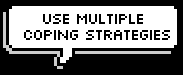 USE MULTIPLE
COPING STRATEGIES